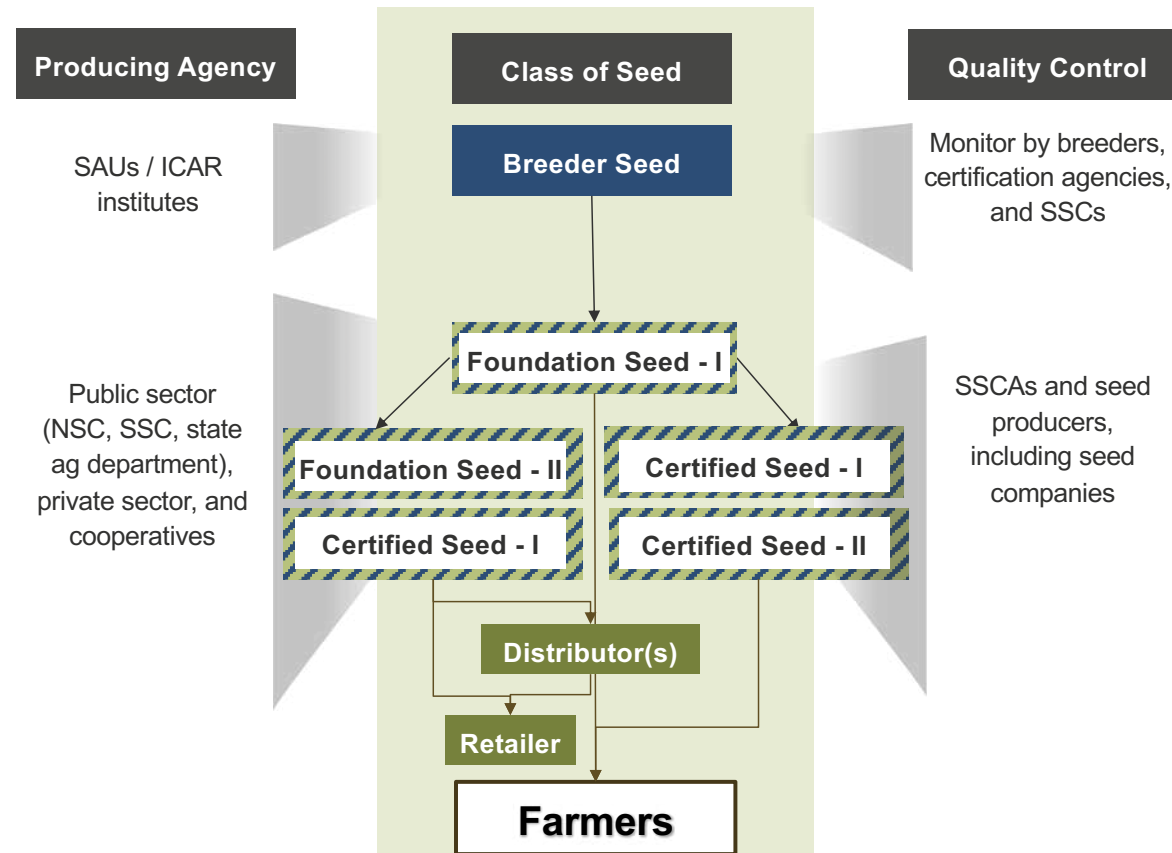 Producing Agency
Class of Seed
Quality Control
SAUs / ICAR
institutes
Breeder Seed
Monitor by breeders,
certification agencies,
and SSCs
Foundation Seed - I
Public sector
(NSC, SSC, state
ag department),
private sector, and
cooperatives
Foundation Seed - II
Certified Seed - I
Certified Seed - I
Certified Seed - II
SSCAs and seed
producers,
including seed
companies
Distributor(s)
Retailer
Farmers